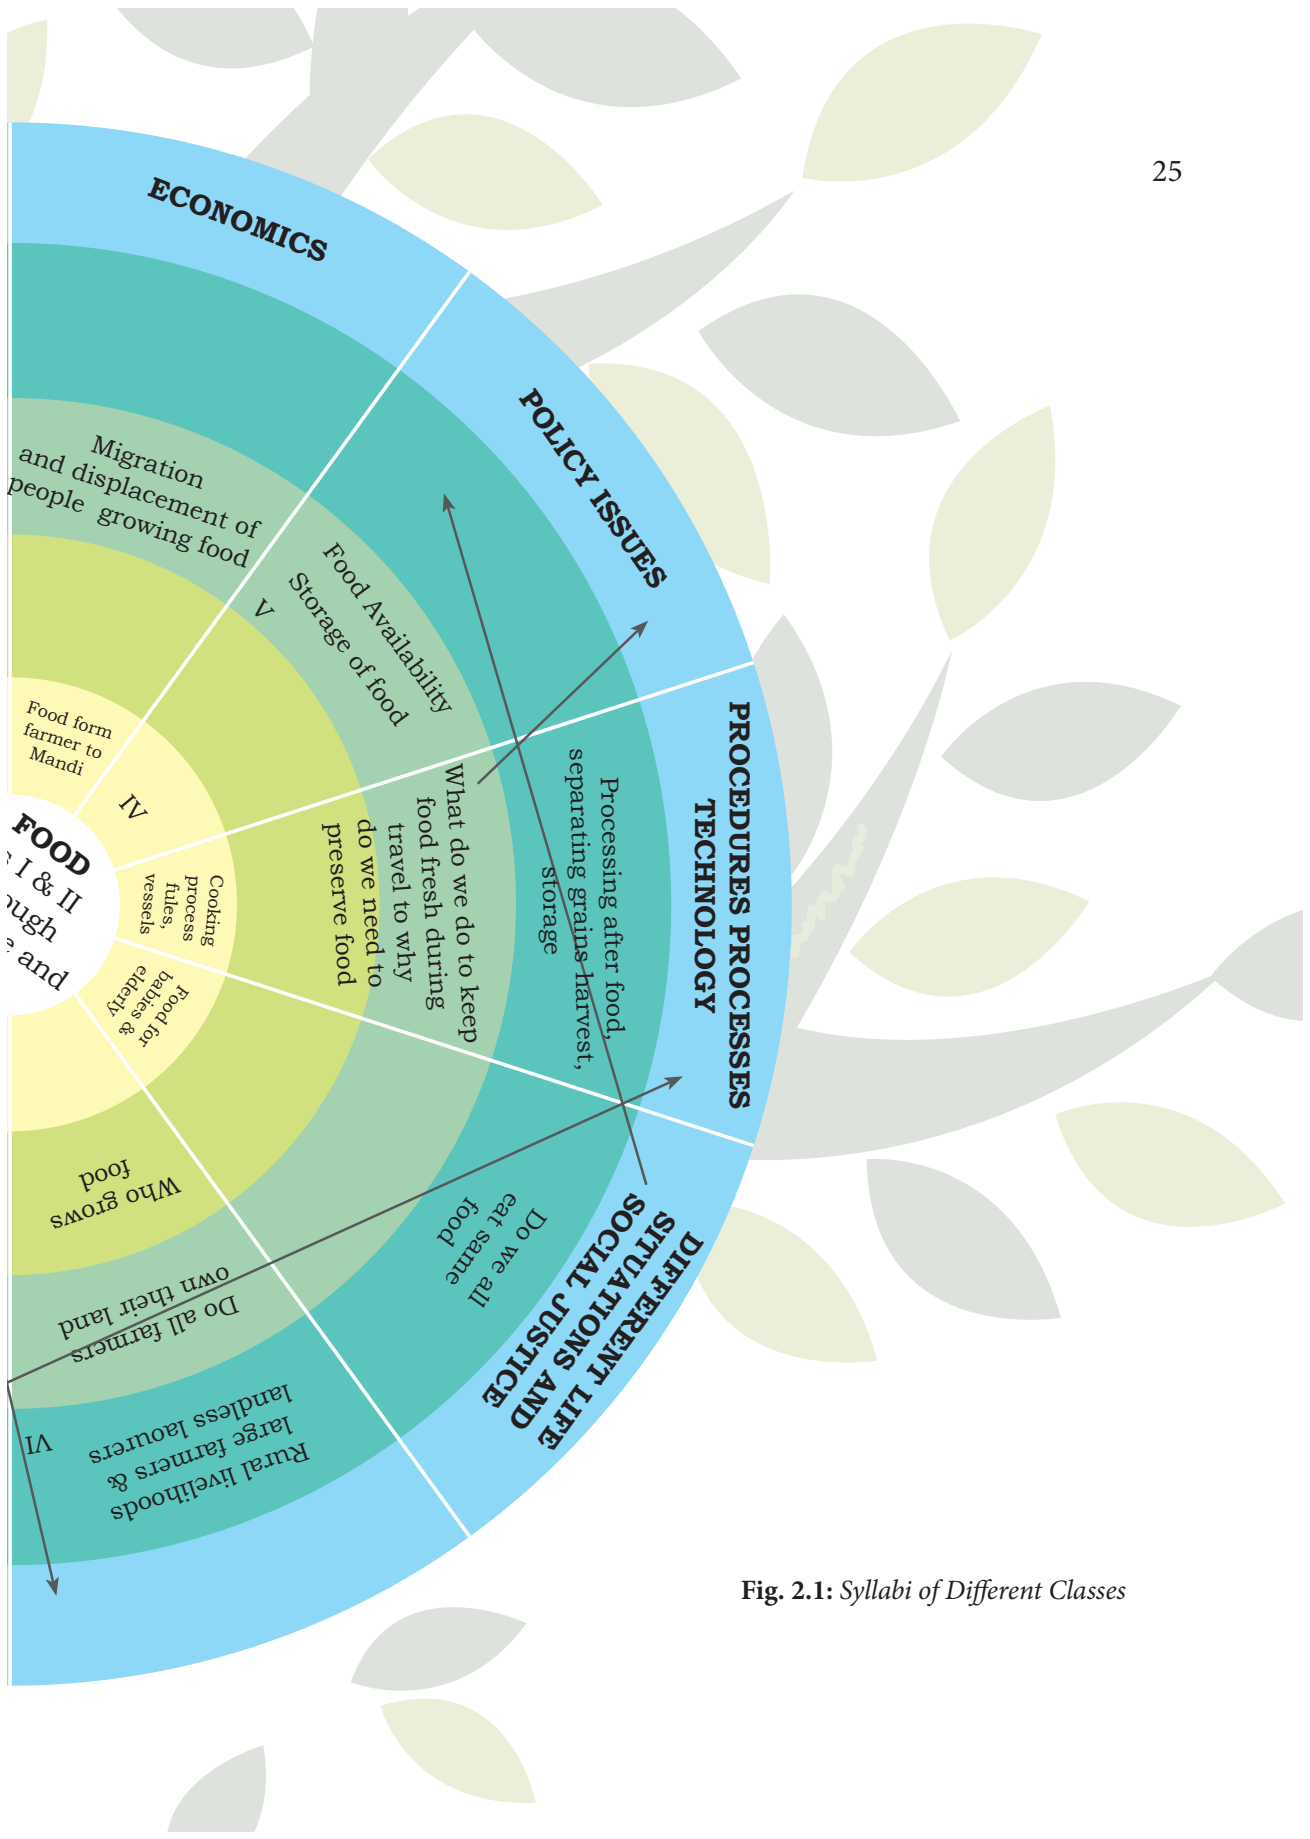 25
ECONOMICS
Migration
and displacement of
people growing food
Food form
farmer to
Mandi
POLICY ISSUES
Food Availability
Storage of food
V
IV
PROCEDURES PROCESSES
TECHNOLOGY
Processing after food,
separating grains harvest,
storage
What do we do to keep
food fresh during
travel to why
do we need to
preserve food
Cooking
process
fules,
vessels
DIFFERENT LIFE
SITUATIONS AND
SOCIAL JUSTICE
Do we all
eat same
food
Food for
babies &
elderly
Who grows
food
Do all farmers
own their land
Rural livelihoods
large farmers &
landless laourers
VI
FOOD
I & II
ough
and
Fig. 2.1: Syllabi of Different Classes